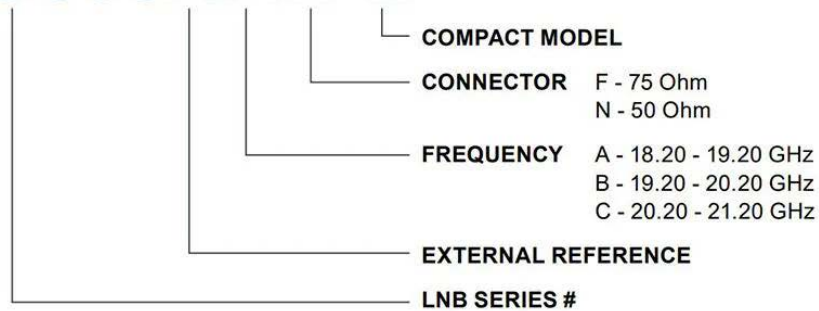 COMPACT MODEL
CONNECTOR F - 75 Ohm
N - 50 Ohm
FREQUENCY A - 18.20 - 19.20 GHz
B - 19.20 - 20.20 GHz
C - 20.20 - 21.20 GHz
EXTERNAL REFERENCE
LNB SERIES #